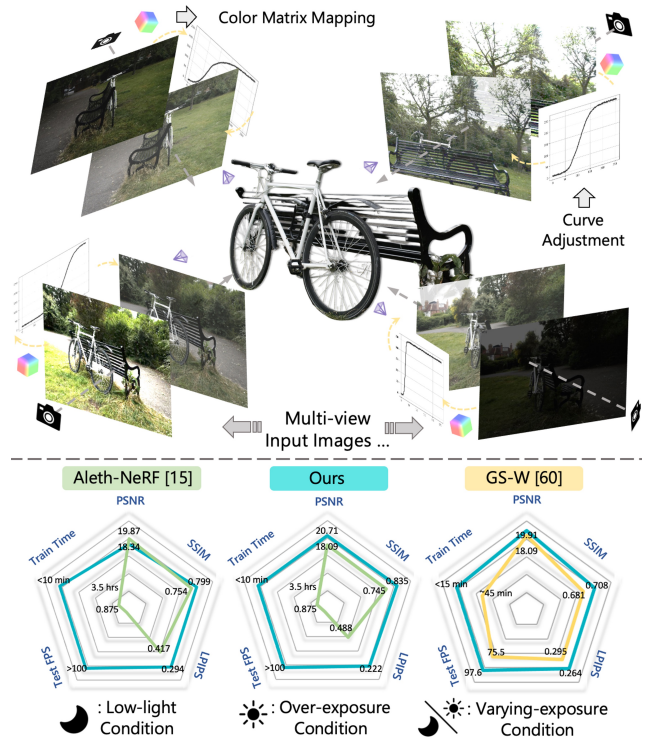 Color Matrix Mapping
Curve
Adjustment
Multi-view
Input Images ...
Aleth-NeRF [15]
Ours
GS-W [60]
PSNR
19.87
18.34
SSIM
0.799
0.754
LPIPS
0.417
0.294
Test FPS
>100
0.875
Train Time
<10 min
3.5 hrs
PSNR
20.71
18.09
SSIM
0.835
0.745
LPIPS
0.488
0.222
Test FPS
>100
0.875
Train Time
<10 min
3.5 hrs
PSNR
19.91
18.09
SSIM
0.708
0.681
LPIPS
0.295
0.264
Test FPS
97.6
75.5
Train Time
<15 min
~45 min
: Low-light
Condition
: Over-exposure
Condition
: Varying-exposure
Condition